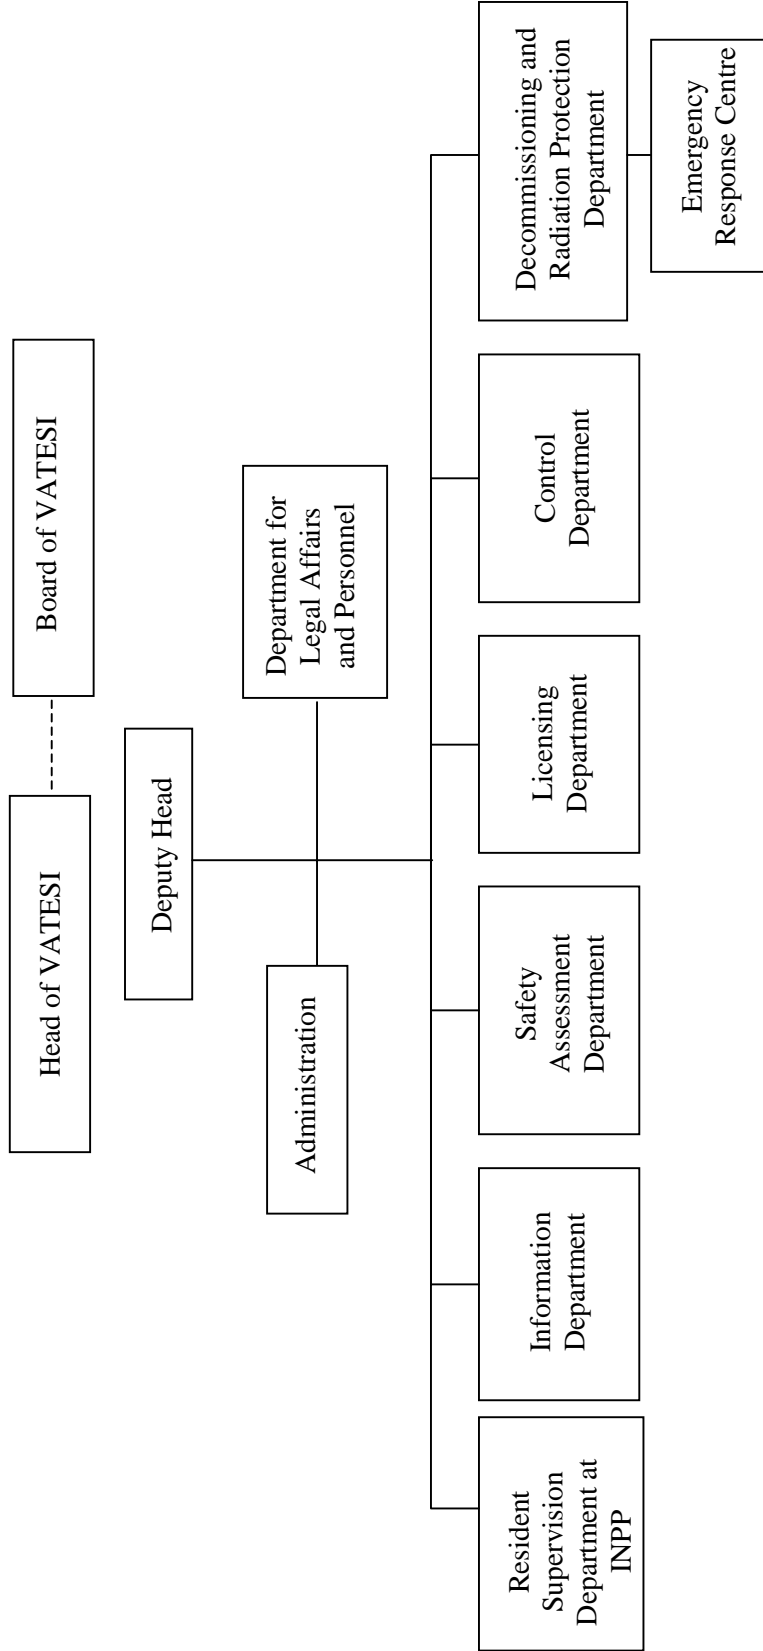 Head of VATESI
Board of VATESI
Deputy Head
Administration
Department for
Legal Affairs
and Personnel
Resident
Supervision
Department at
INPP
Information
Department
Safety
Assessment
Department
Licensing
Department
Control
Department
Decommissioning and
Radiation Protection
Department
Emergency
Response Centre